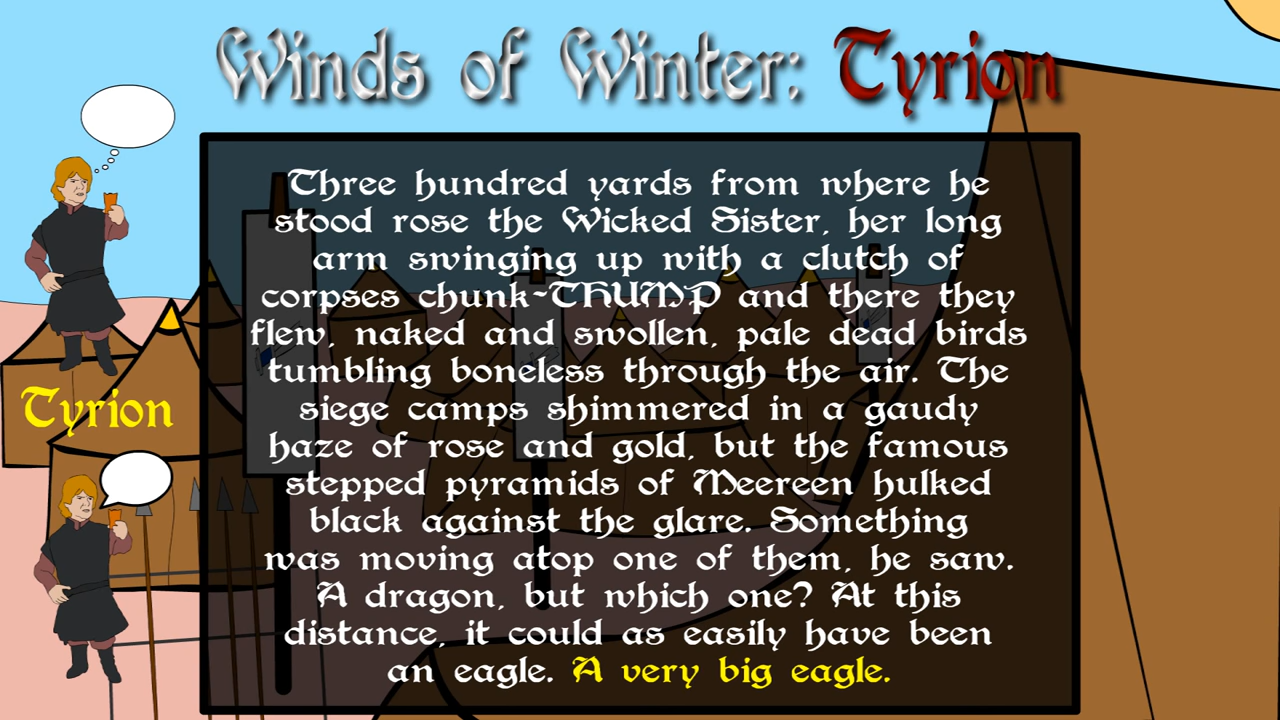 Winds of Winter: Tyrion
Three hundred yards from where he
stood rose the Wicked Sister, her long
arm swinging up with a clutch of
corpses chunk~THUMP and there they
flew, naked and swollen, pale dead birds
tumbling boneless through the air. The
siege camps shimmered in a gaudy
haze of rose and gold, but the famous
stepped pyramids of Meereen hulked
black against the glare. Something
was moving atop one of them, he saw.
A dragon, but which one? At this
distance, it could as easily have been
an eagle. A very big eagle.
Tyrion